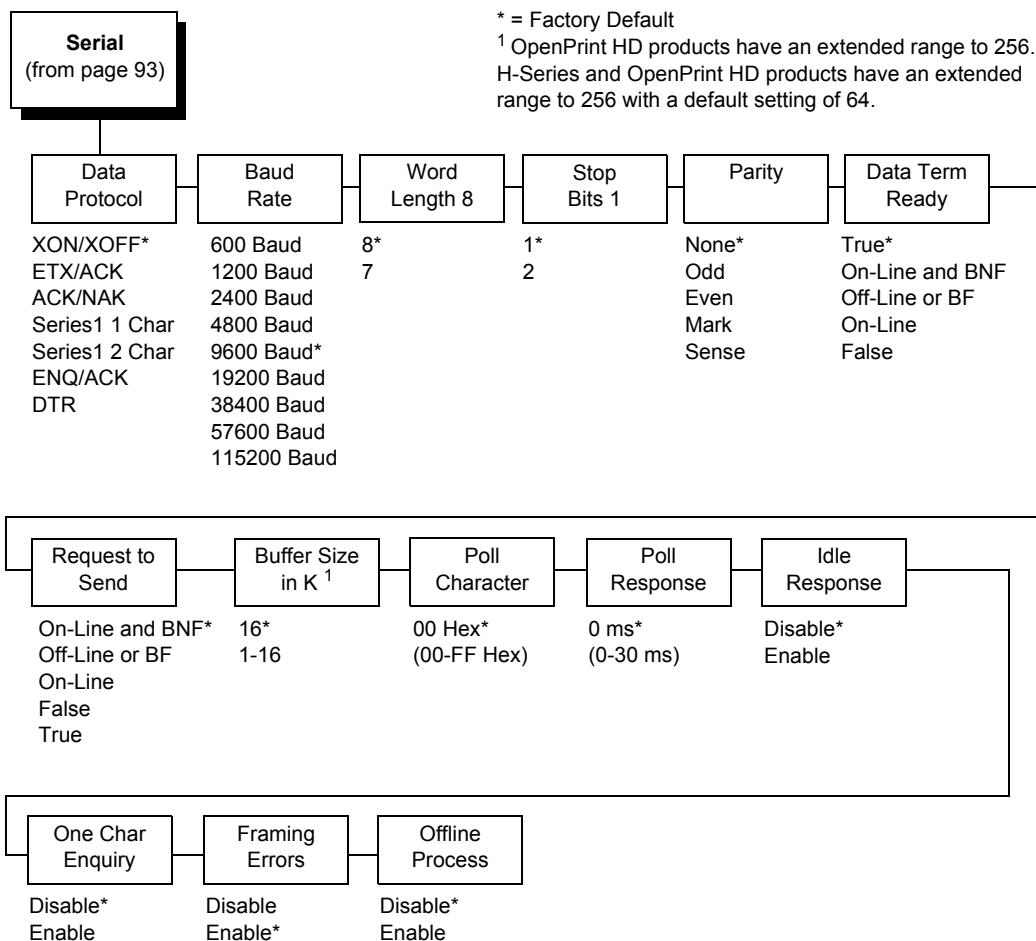 Serial
(from page 93)
* = Factory Default
1 OpenPrint HD products have an extended range to 256.
H-Series and OpenPrint HD products have an extended
range to 256 with a default setting of 64.
Data
Protocol
XON/XOFF*
ETX/ACK
ACK/NAK
Series1 1 Char
Series1 2 Char
ENQ/ACK
DTR
Baud
Rate
600 Baud
1200 Baud
2400 Baud
4800 Baud
9600 Baud*
19200 Baud
38400 Baud
57600 Baud
115200 Baud
Word
Length 8
8*
7
Stop
Bits 1
1*
2
Parity
None*
Odd
Even
Mark
Sense
Data Term
Ready
True*
On-Line and BNF
Off-Line or BF
On-Line
False
Request to
Send
On-Line and BNF*
Off-Line or BF
On-Line
False
True
Buffer Size
in K 1
16*
1-16
Poll
Character
00 Hex*
(00-FF Hex)
Poll
Response
0 ms*
(0-30 ms)
Idle
Response
Disable*
Enable
One Char
Enquiry
Disable*
Enable
Framing
Errors
Disable
Enable*
Offline
Process
Disable*
Enable